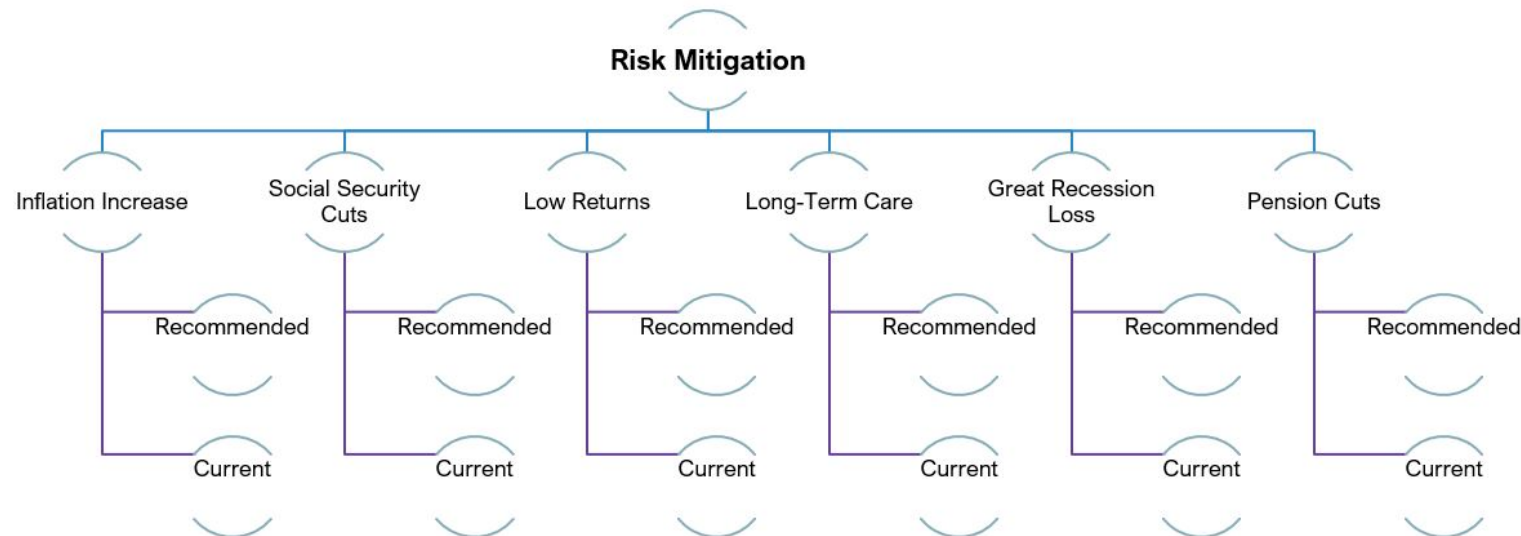 Risk Mitigation
Inflation Increase
Social Security
Cuts
Low Returns
Long-Term Care
Great Recession
Loss
Pension Cuts
Recommended
Recommended
Recommended
Recommended
Recommended
Recommended
Current
Current
Current
Current
Current
Current